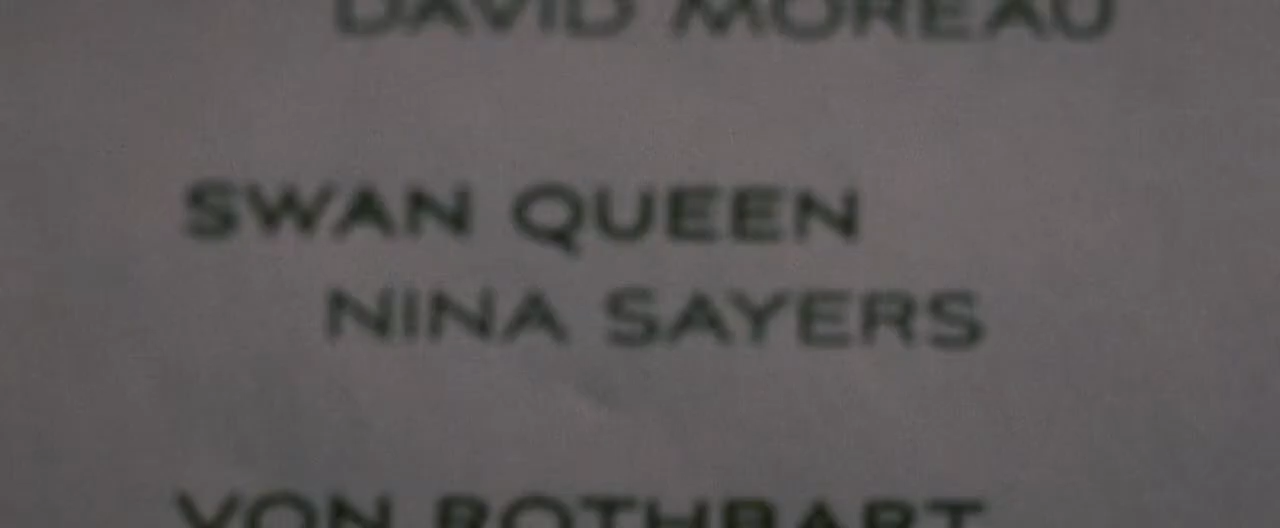 DAVID MOREAU
SWAN QUEEN
NINA SAYERS
VON ROTHBART